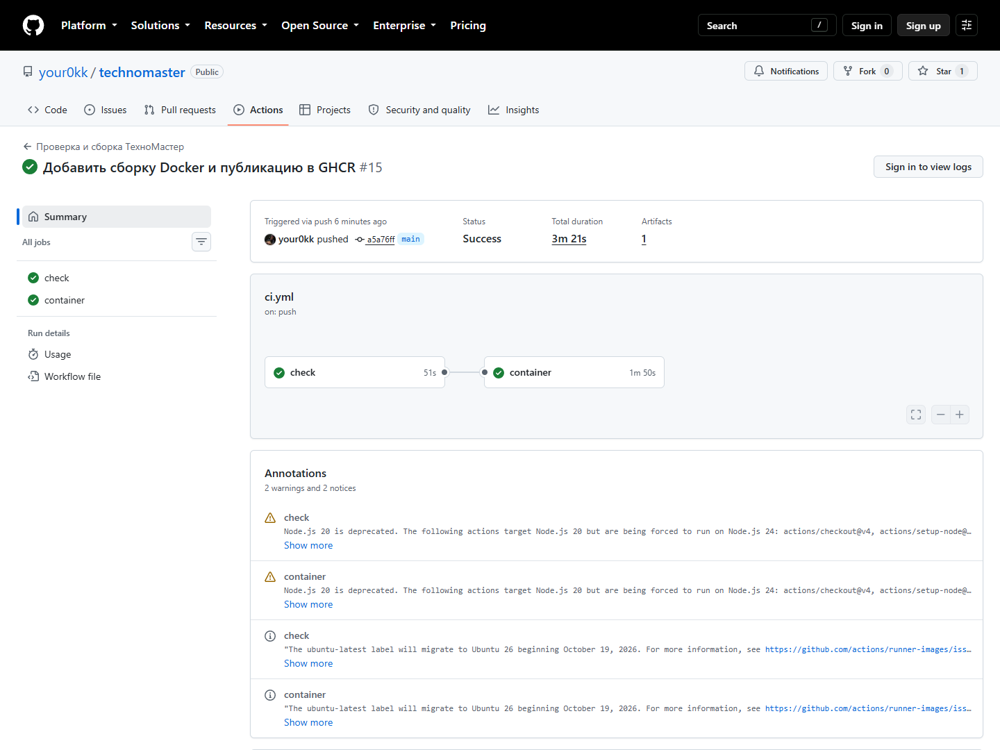 Platform Solutions Resources Open Source Enterprise Pricing Search / Sign in Sign up
your0kk / technomaster Public Notifications Fork 0 Star 1
Code Issues Pull requests Actions Projects Security and quality Insights
Проверка и сборка ТехноМастер
Добавить сборку Docker и публикацию в GHCR #15
Sign in to view logs
Summary
All jobs
check
container
Run details
Usage
Workflow file
Triggered via push 6 minutes ago
your0kk pushed a5a76ff main
Status
Success
Total duration
3m 21s
Artifacts
1
ci.yml
on: push
check 51s
container 1m 50s
Annotations
2 warnings and 2 notices
check
Node.js 20 is deprecated. The following actions target Node.js 20 but are being forced to run on Node.js 24: actions/checkout@v4, actions/setup-node@…
Show more
container
Node.js 20 is deprecated. The following actions target Node.js 20 but are being forced to run on Node.js 24: actions/checkout@v4, actions/setup-node@…
Show more
check
"The ubuntu-latest label will migrate to Ubuntu 26 beginning October 19, 2026. For more information, see https://github.com/actions/runner-images/iss…
Show more
container
"The ubuntu-latest label will migrate to Ubuntu 26 beginning October 19, 2026. For more information, see https://github.com/actions/runner-images/iss…
Show more